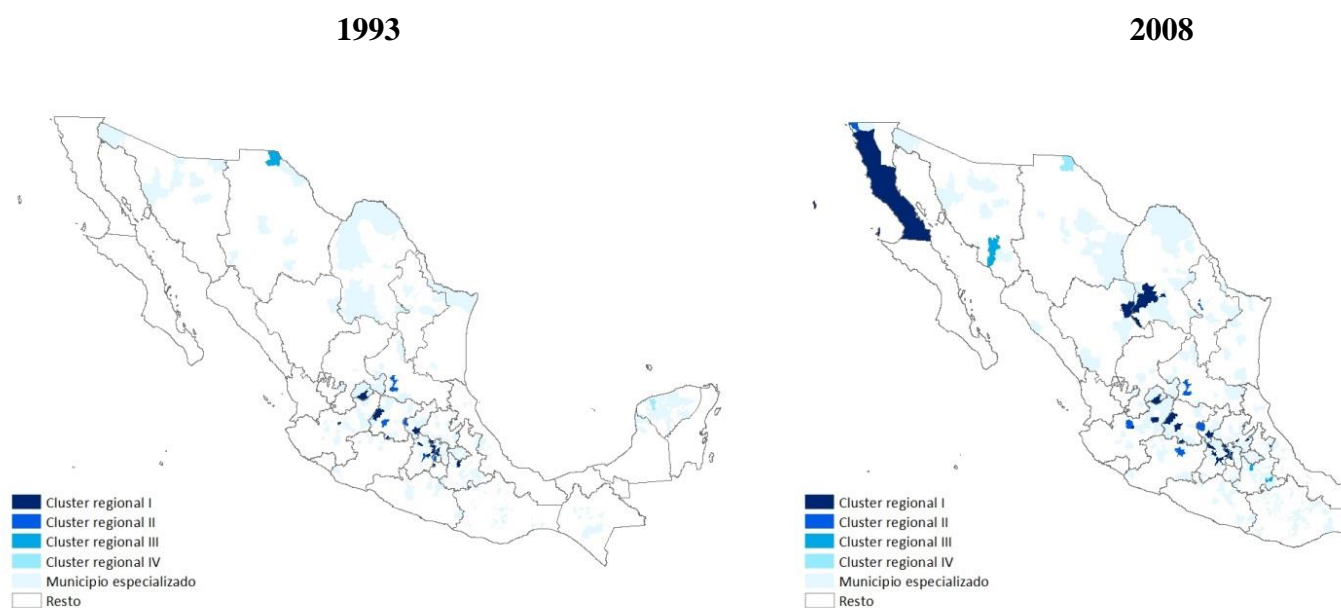 1993
2008
Cluster regional I
Cluster regional II
Cluster regional III
Cluster regional IV
Municipio especializado
Resto
Cluster regional I
Cluster regional II
Cluster regional III
Cluster regional IV
Municipio especializado
Resto